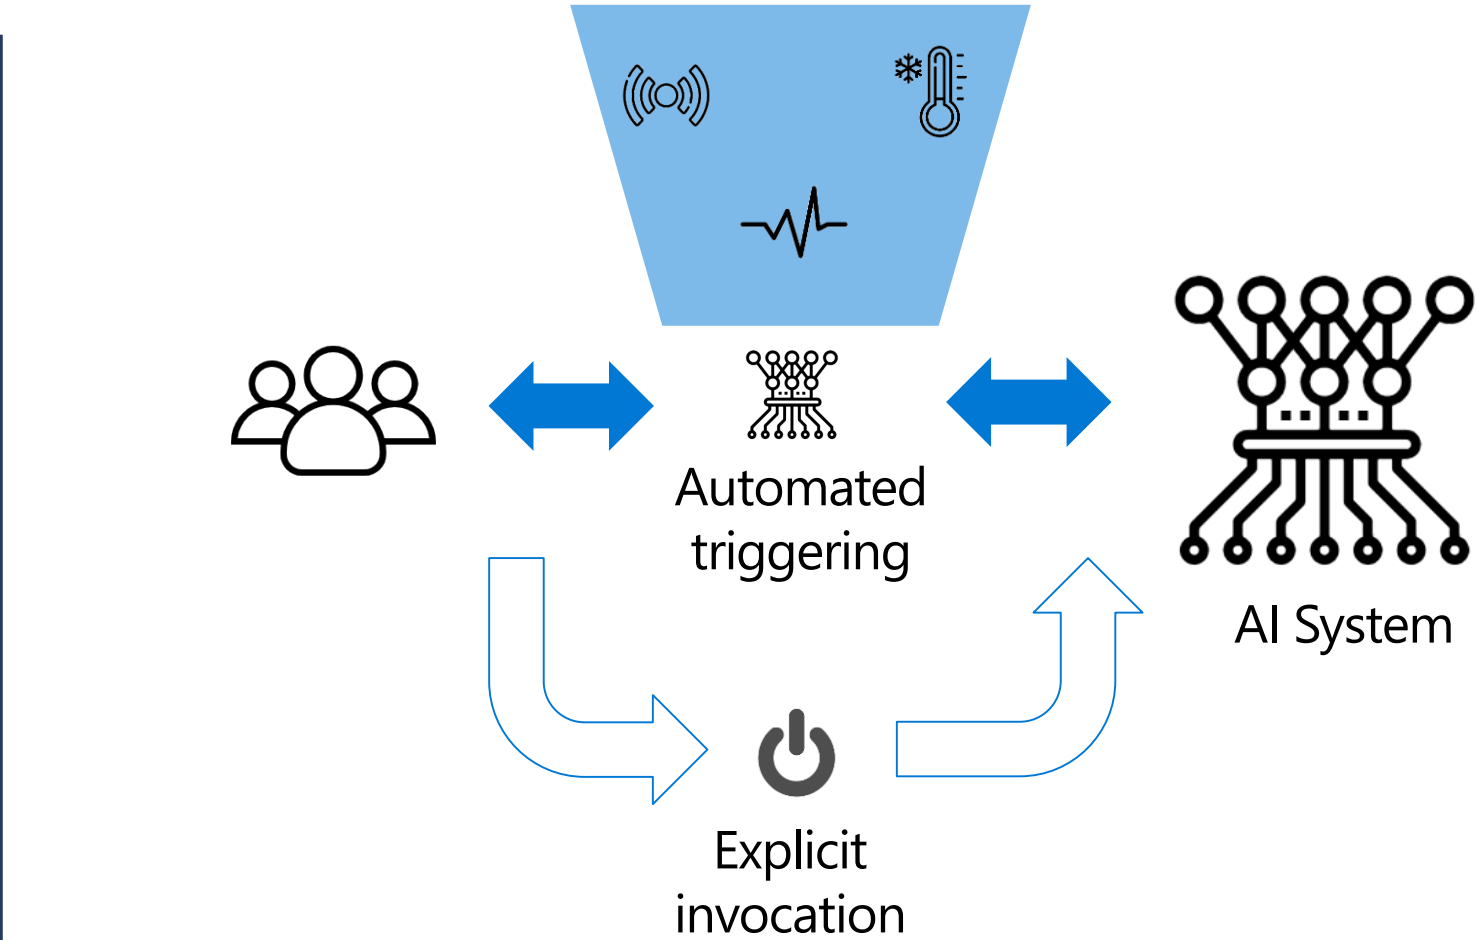 Automated
triggering
AI System
Explicit
invocation